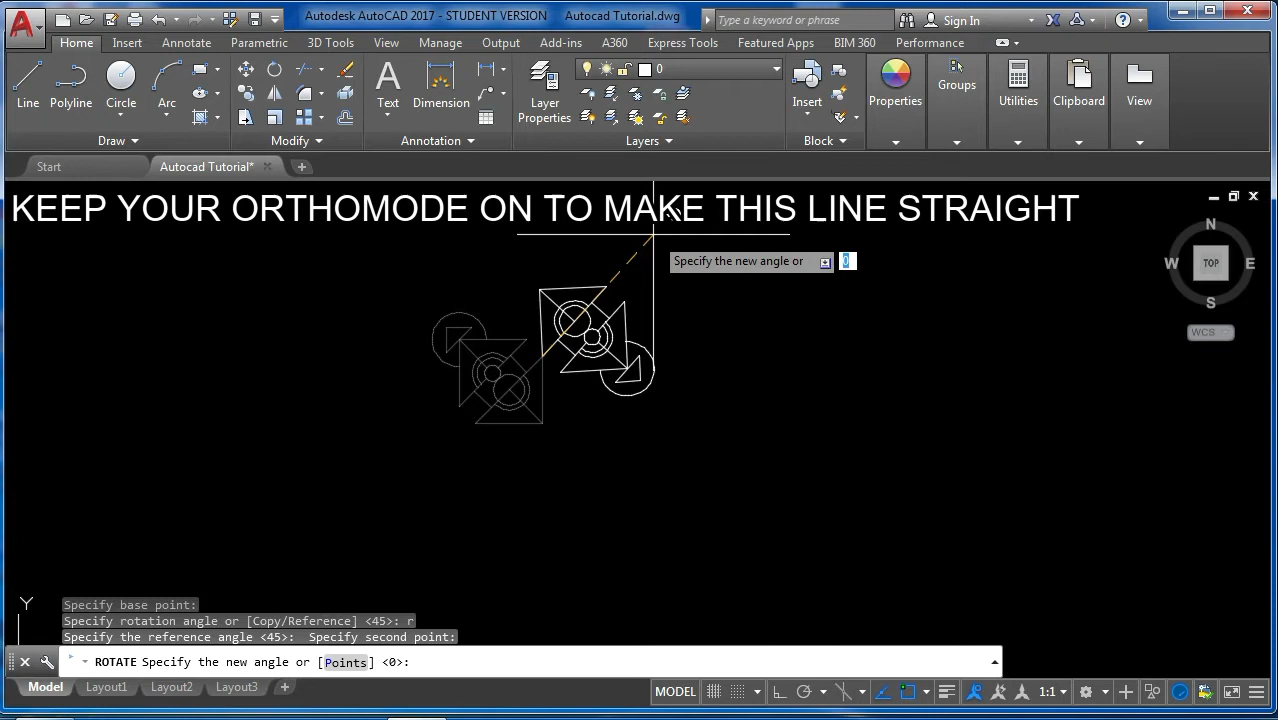 Autodesk AutoCAD 2017 - STUDENT VERSION Autocad Tutorial.dwg Type a keyword or phrase Sign In
Home Insert Annotate Parametric 3D Tools View Manage Output Add-ins A360 Express Tools Featured Apps BIM 360 Performance
0
Line Polyline Circle Arc Text Dimension Layer Properties Insert Properties Groups Utilities Clipboard View
Draw Modify Annotation Layers Block
Start Autocad Tutorial*
KEEP YOUR ORTHOMODE ON TO MAKE THIS LINE STRAIGHT
N
W TOP E
S
WCS
Specify the new angle or 0
Y
Specify base point:
Specify rotation angle or [Copy/Reference] <45>: r
Specify the reference angle <45>: Specify second point:
ROTATE Specify the new angle or [Points] <0>:
Model Layout1 Layout2 Layout3 + MODEL 1:1